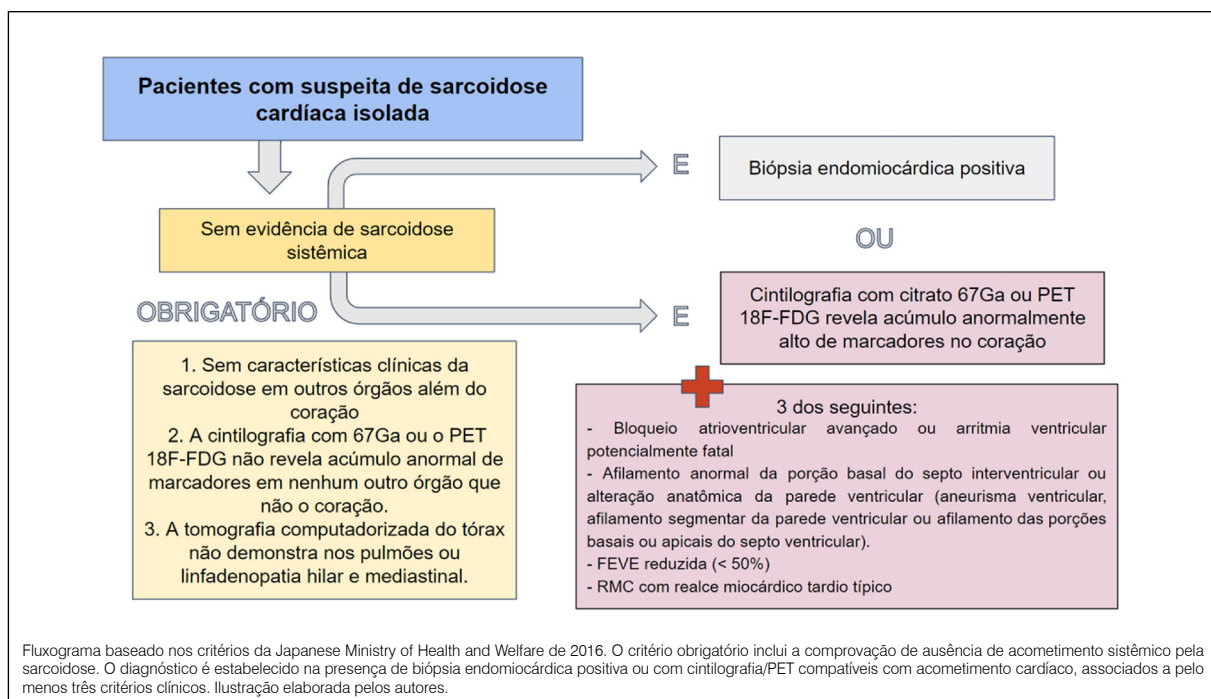 Pacientes com suspeita de sarcoidose
cardíaca isolada
E
Biópsia endomiocárdica positiva
Sem evidência de sarcoidose
sistêmica
OU
OBRIGATÓRIO
E
Cintilografia com citrato 67Ga ou PET
18F-FDG revela acúmulo anormalmente
alto de marcadores no coração
1. Sem características clínicas da
sarcoidose em outros órgãos além do
coração
2. A cintilografia com 67Ga ou o PET
18F-FDG não revela acúmulo anormal de
marcadores em nenhum outro órgão que
não o coração.
3. A tomografia computadorizada do tórax
não demonstra nos pulmões ou
linfadenopatia hilar e mediastinal.
3 dos seguintes:
- Bloqueio atrioventricular avançado ou arritmia ventricular
potencialmente fatal
- Afilamento anormal da porção basal do septo interventricular ou
alteração anatômica da parede ventricular (aneurisma ventricular,
afilamento segmentar da parede ventricular ou afilamento das porções
basais ou apicais do septo ventricular).
- FEVE reduzida (< 50%)
- RMC com realce miocárdico tardio típico
Fluxograma baseado nos critérios da Japanese Ministry of Health and Welfare de 2016. O critério obrigatório inclui a comprovação de ausência de acometimento sistêmico pela
sarcoidose. O diagnóstico é estabelecido na presença de biópsia endomiocárdica positiva ou com cintilografia/PET compatíveis com acometimento cardíaco, associados a pelo
menos três critérios clínicos. Ilustração elaborada pelos autores.